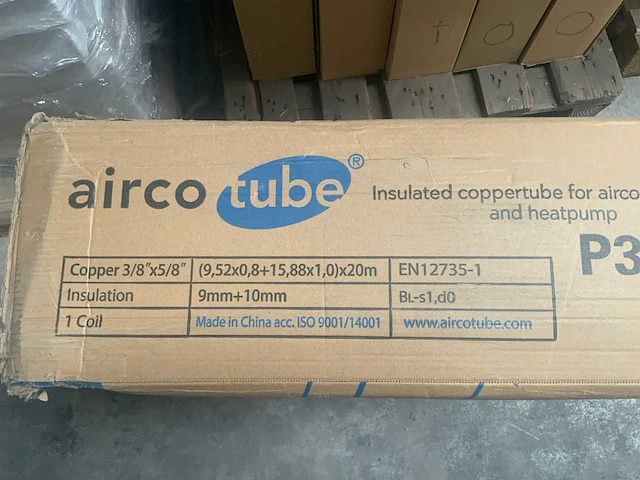 airco tube®
Insulated coppertube for airco
and heatpump
P3
Copper 3/8"x5/8" (9,52x0,8+15,88x1,0)x20m EN12735-1
Insulation 9mm+10mm BL-s1,d0
1 Coil Made in China acc. ISO 9001/14001 www.aircotube.com